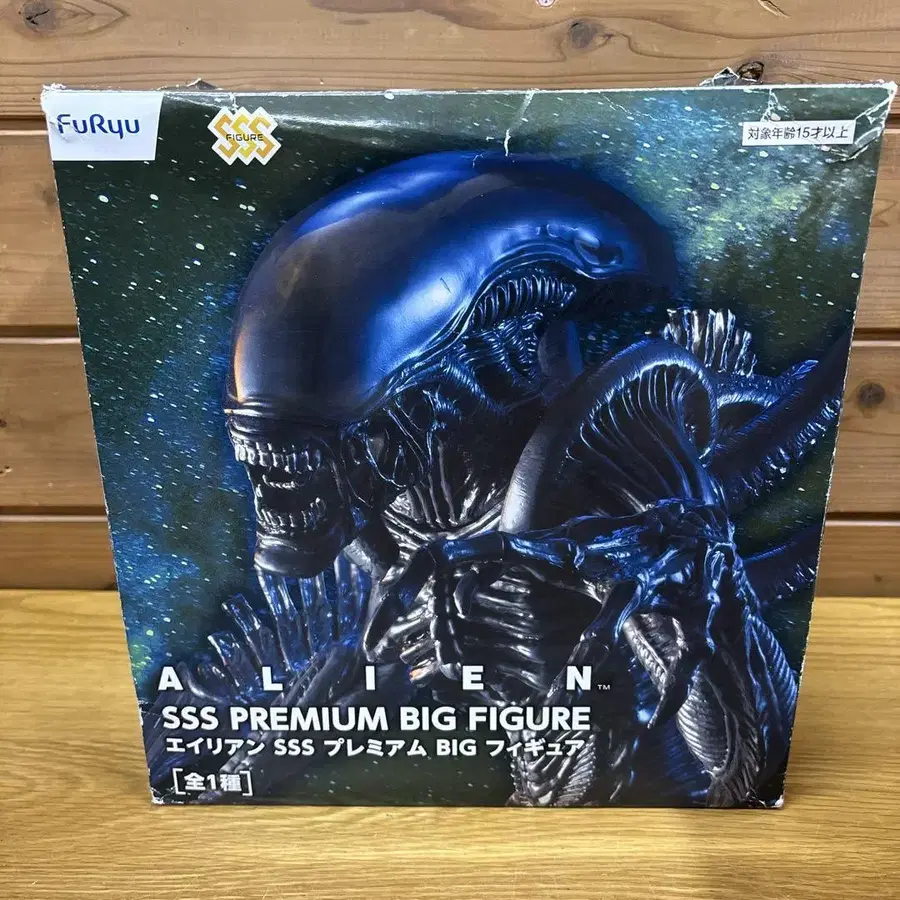 FuRyu
SSS
FIGURE
対象年齢15才以上
ALIEN™
SSS PREMIUM BIG FIGURE
エイリアン SSS プレミアム BIG フィギュア
[全1種]